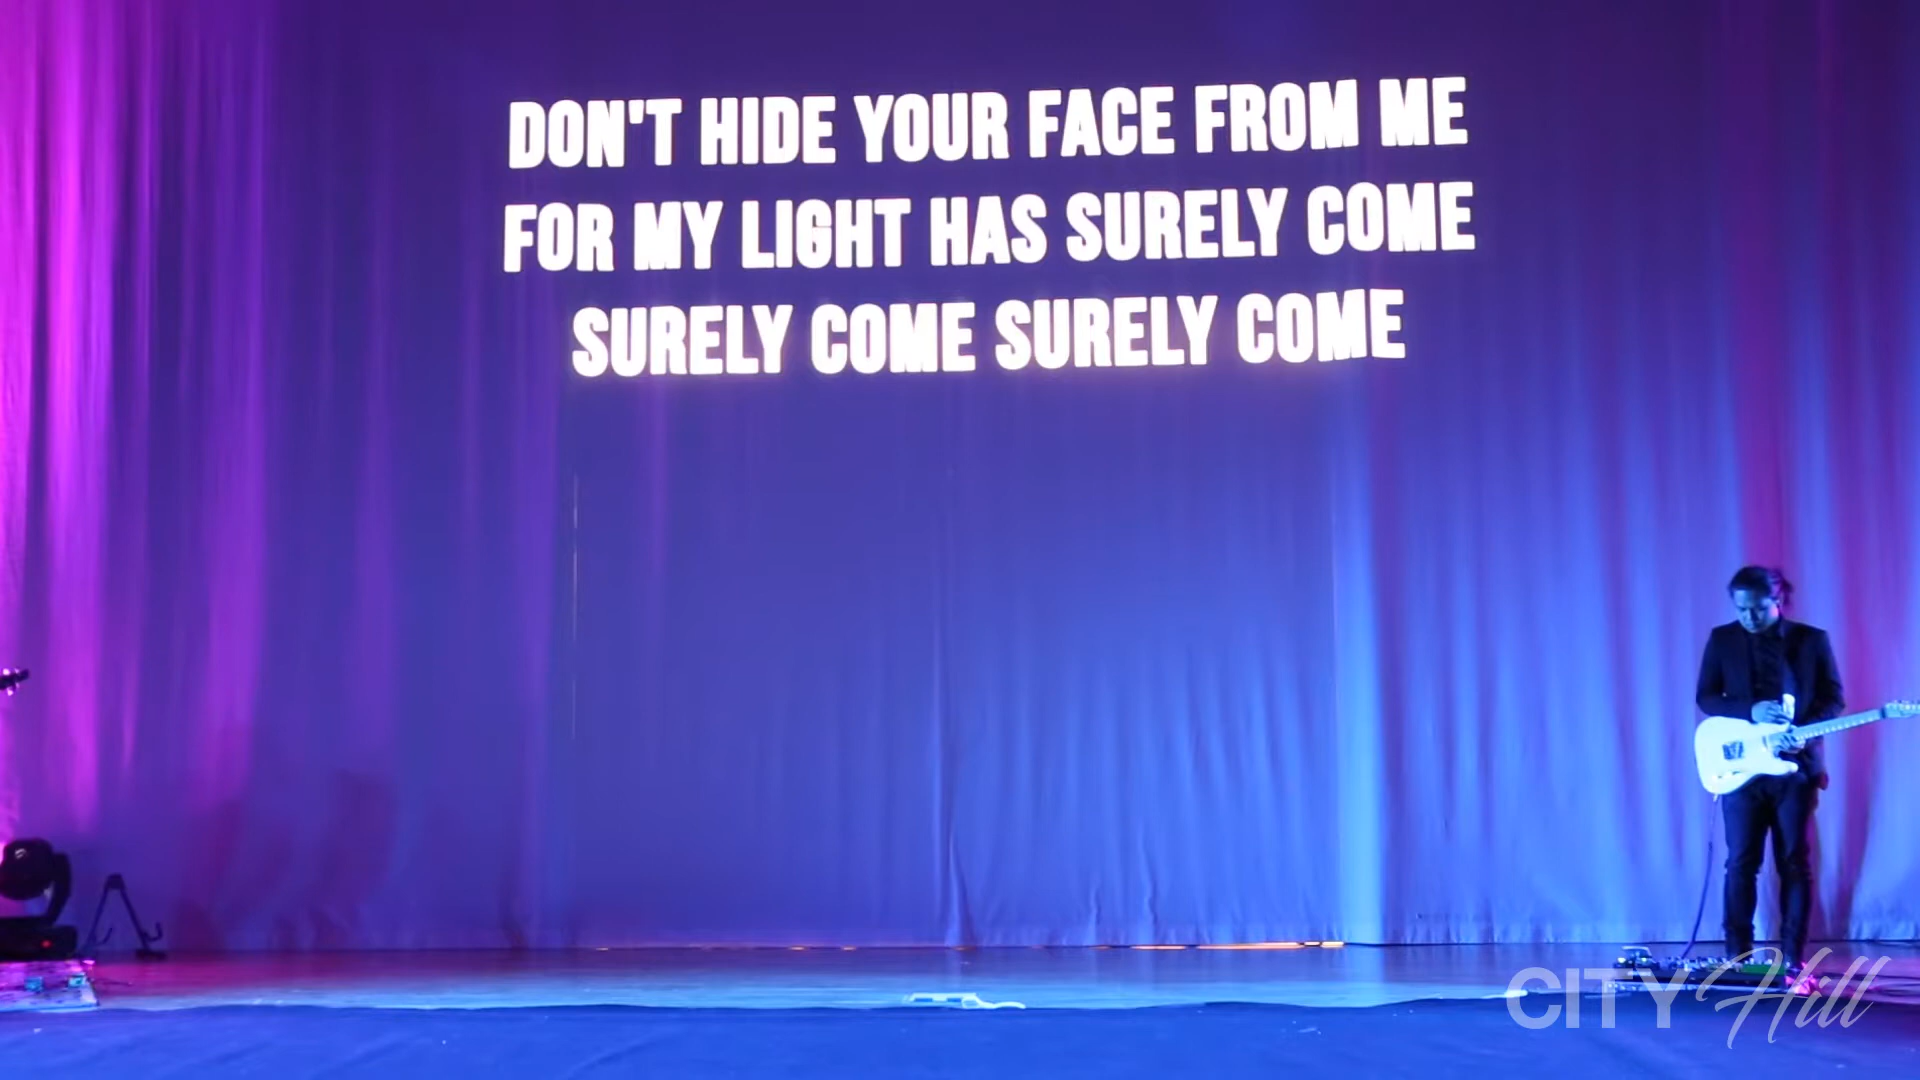 DON'T HIDE YOUR FACE FROM ME
FOR MY LIGHT HAS SURELY COME
SURELY COME SURELY COME
CITY Hill